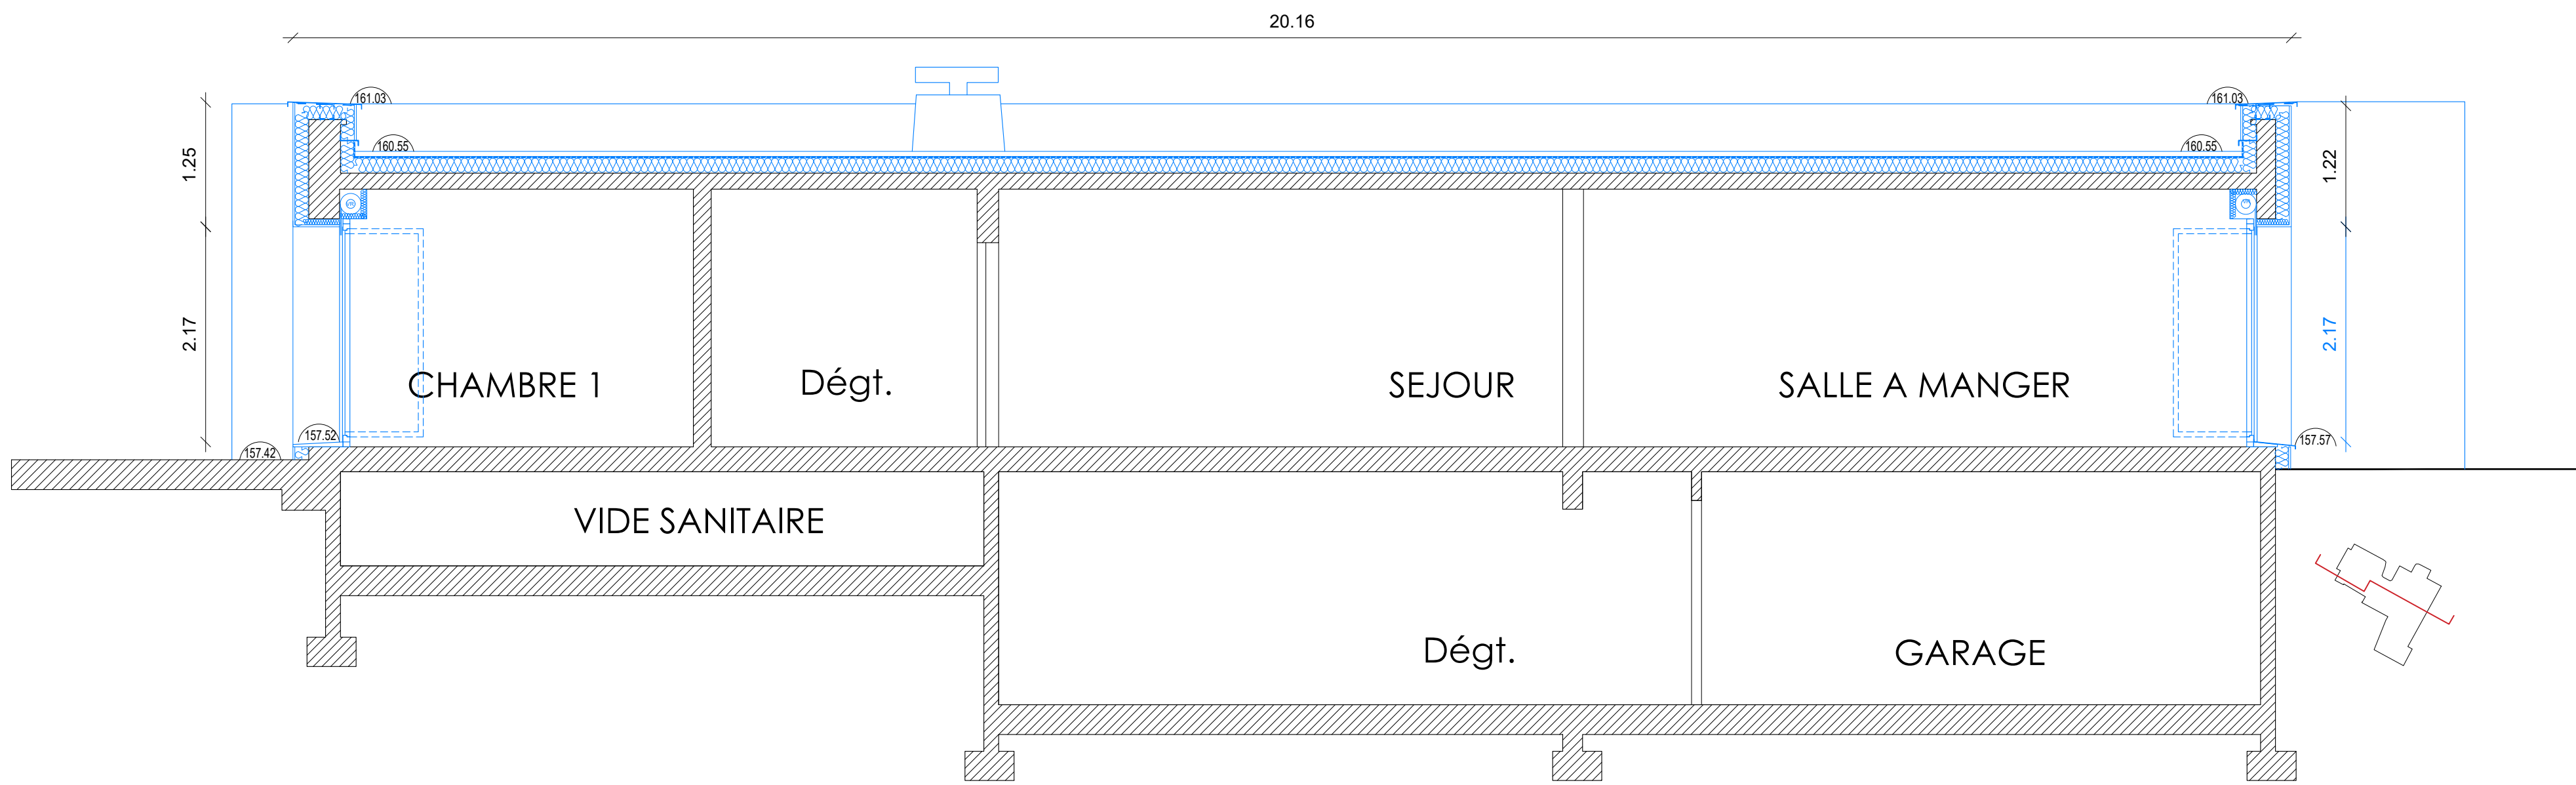 20.16
161.03
161.03
160.55
160.55
1.25
1.22
2.17
2.17
CHAMBRE 1
Dégt.
SEJOUR
SALLE A MANGER
157.52
157.42
157.57
VIDE SANITAIRE
Dégt.
GARAGE